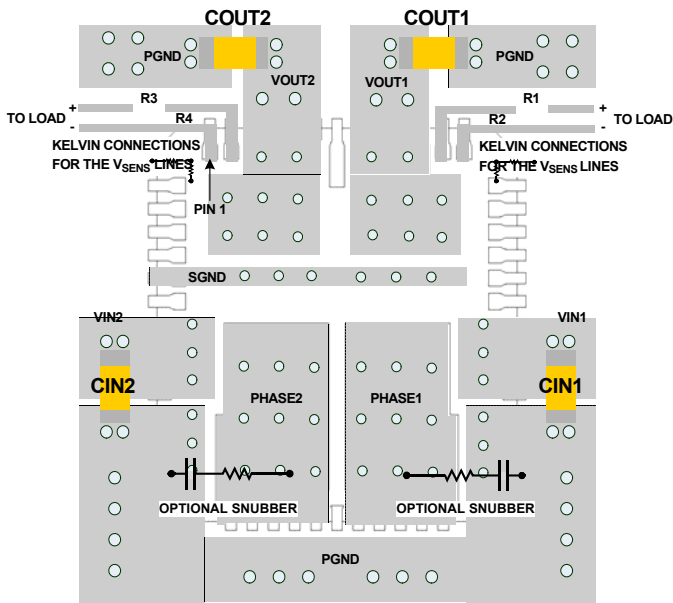 COUT2 COUT1
PGND PGND
VOUT2 VOUT1
R3 R1
+ +
TO LOAD R4 R2 TO LOAD
- -
KELVIN CONNECTIONS KELVIN CONNECTIONS
FOR THE VSENS LINES FOR THE VSENS LINES
PIN 1
SGND
VIN2 VIN1
CIN2 CIN1
PHASE2 PHASE1
OPTIONAL SNUBBER OPTIONAL SNUBBER
PGND